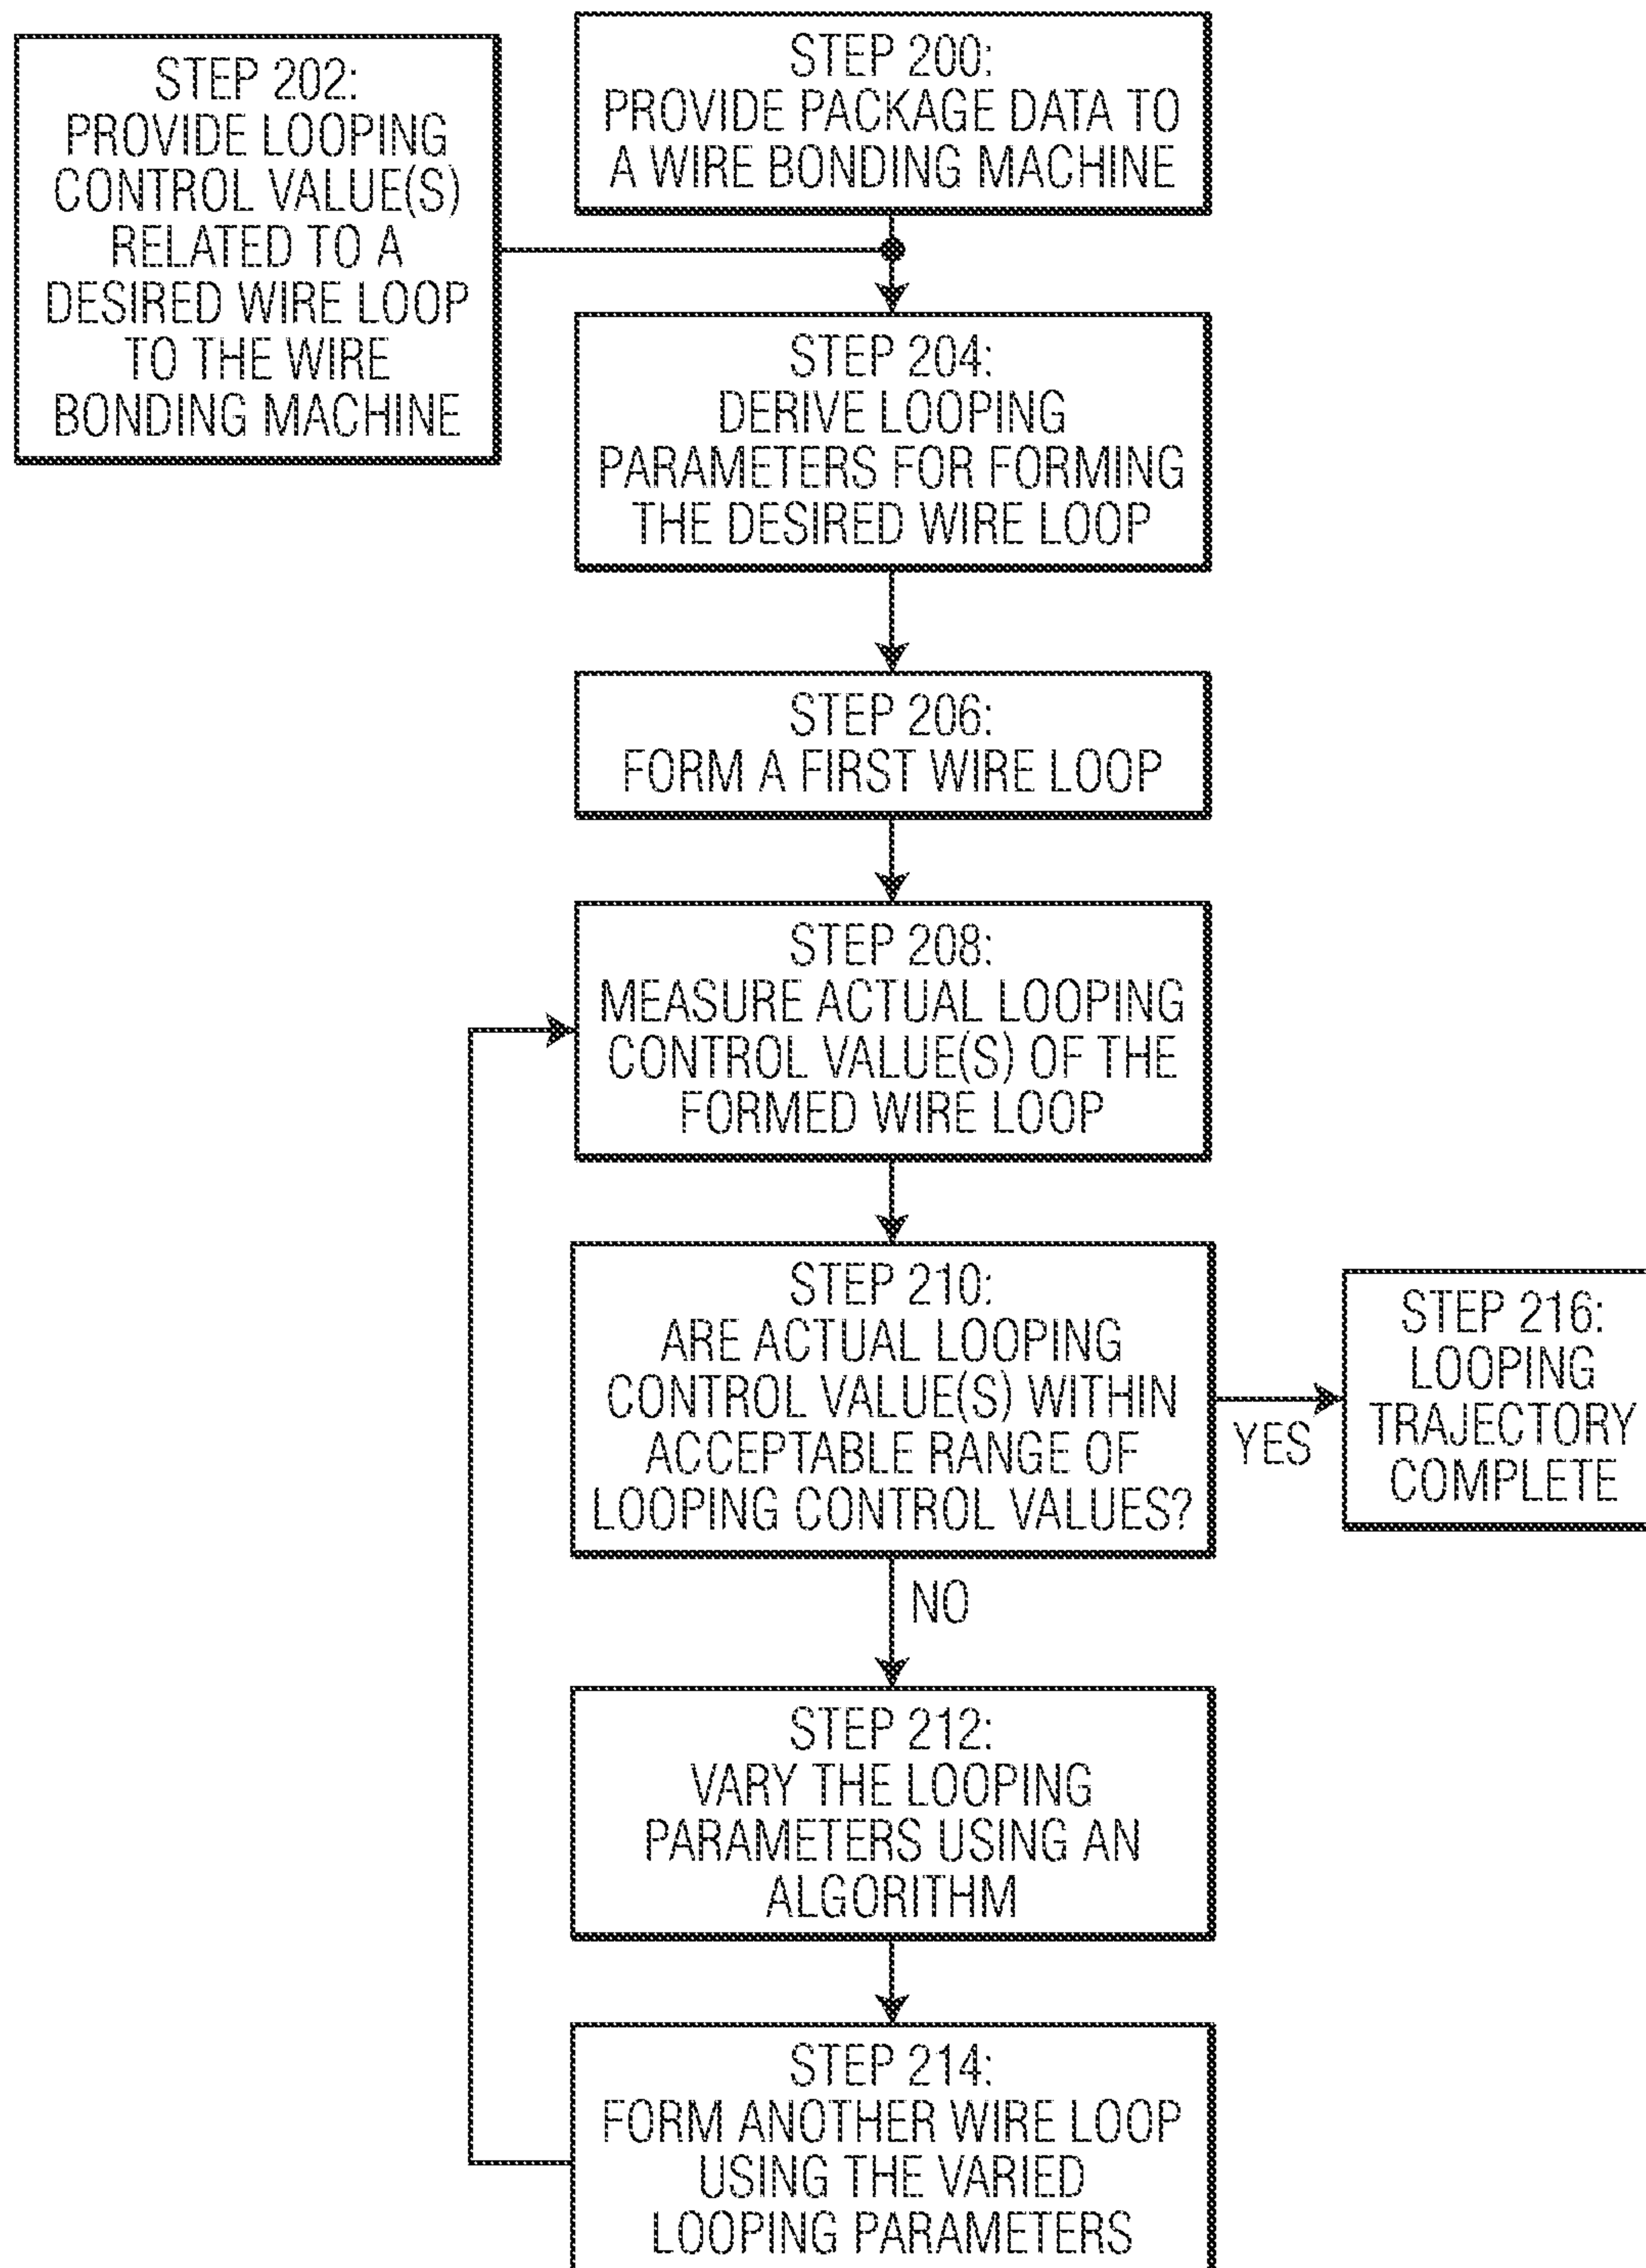 STEP 200:
PROVIDE PACKAGE DATA TO
A WIRE BONDING MACHINE
STEP 202:
PROVIDE LOOPING
CONTROL VALUE(S)
RELATED TO A
DESIRED WIRE LOOP
TO THE WIRE
BONDING MACHINE
STEP 204:
DERIVE LOOPING
PARAMETERS FOR FORMING
THE DESIRED WIRE LOOP
STEP 206:
FORM A FIRST WIRE LOOP
STEP 208:
MEASURE ACTUAL LOOPING
CONTROL VALUE(S) OF THE
FORMED WIRE LOOP
STEP 210:
ARE ACTUAL LOOPING
CONTROL VALUE(S) WITHIN
ACCEPTABLE RANGE OF
LOOPING CONTROL VALUES?
YES
STEP 216:
LOOPING
TRAJECTORY
COMPLETE
NO
STEP 212:
VARY THE LOOPING
PARAMETERS USING AN
ALGORITHM
STEP 214:
FORM ANOTHER WIRE LOOP
USING THE VARIED
LOOPING PARAMETERS